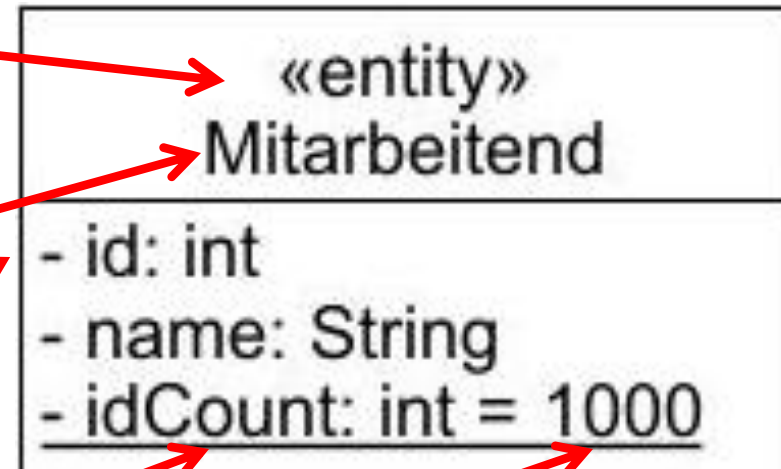 «entity»
Mitarbeitend
- id: int
- name: String
- idCount: int = 1000